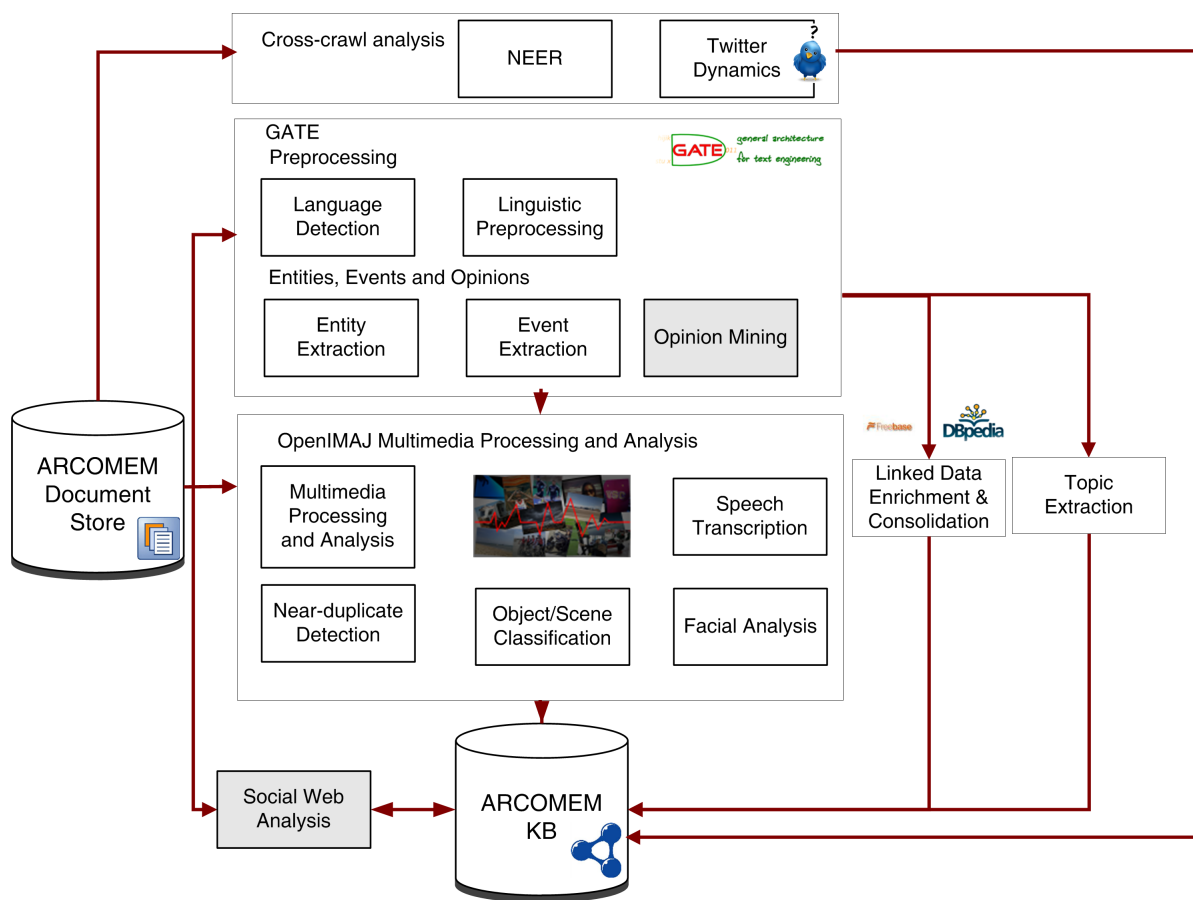 Cross-crawl analysis
NEER
Twitter
Dynamics
?
GATE
Preprocessing
GATE
general architecture
for text engineering
Language
Detection
Linguistic
Preprocessing
Entities, Events and Opinions
Entity
Extraction
Event
Extraction
Opinion Mining
ARCOMEM
Document
Store
OpenIMAJ Multimedia Processing and Analysis
Multimedia
Processing
and Analysis
Speech
Transcription
Near-duplicate
Detection
Object/Scene
Classification
Facial Analysis
Freebase
DBpedia
Linked Data
Enrichment &
Consolidation
Topic
Extraction
Social Web
Analysis
ARCOMEM
KB